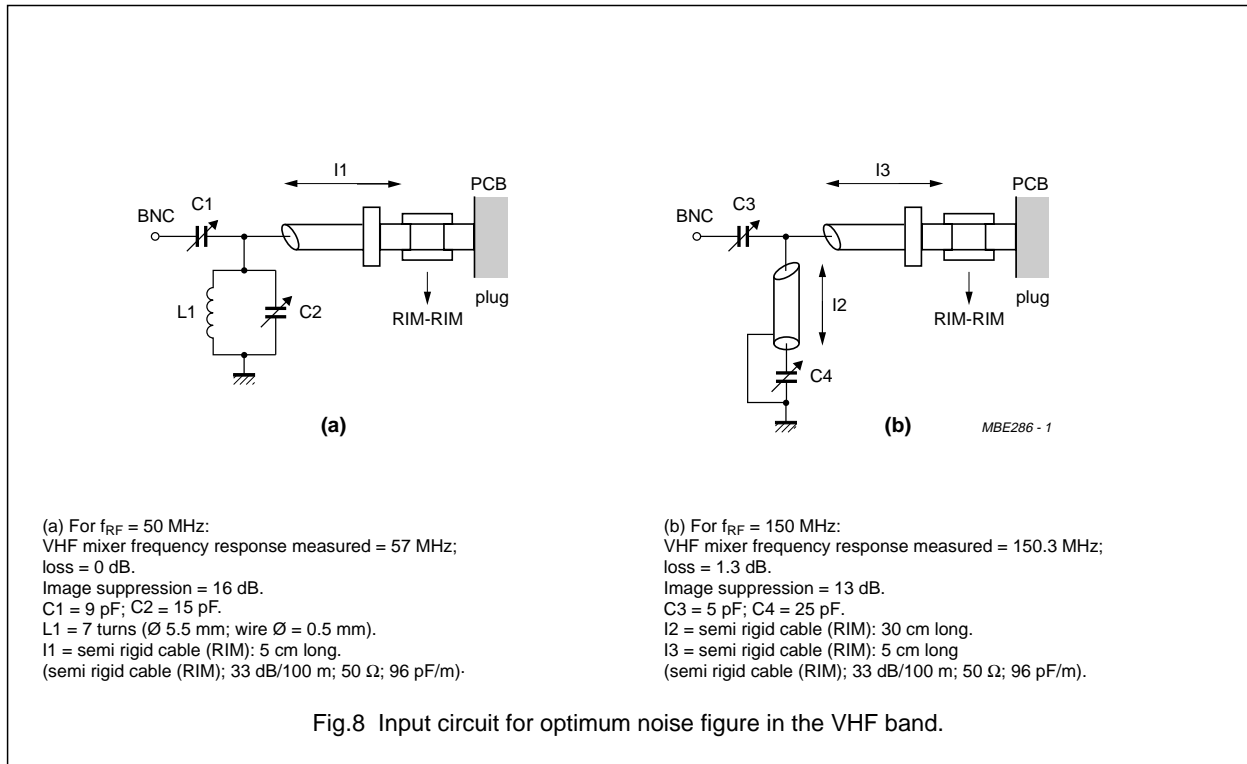 I1
PCB
C1
BNC
L1
C2
RIM-RIM
plug
(a)
I3
PCB
C3
BNC
I2
C4
RIM-RIM
plug
(b)
MBE286 - 1
(a) For fRF = 50 MHz:
VHF mixer frequency response measured = 57 MHz;
loss = 0 dB.
Image suppression = 16 dB.
C1 = 9 pF; C2 = 15 pF.
L1 = 7 turns (Ø 5.5 mm; wire Ø = 0.5 mm).
I1 = semi rigid cable (RIM): 5 cm long.
(semi rigid cable (RIM); 33 dB/100 m; 50 Ω; 96 pF/m)·
(b) For fRF = 150 MHz:
VHF mixer frequency response measured = 150.3 MHz;
loss = 1.3 dB.
Image suppression = 13 dB.
C3 = 5 pF; C4 = 25 pF.
I2 = semi rigid cable (RIM): 30 cm long.
I3 = semi rigid cable (RIM): 5 cm long
(semi rigid cable (RIM); 33 dB/100 m; 50 Ω; 96 pF/m).
Fig.8 Input circuit for optimum noise figure in the VHF band.